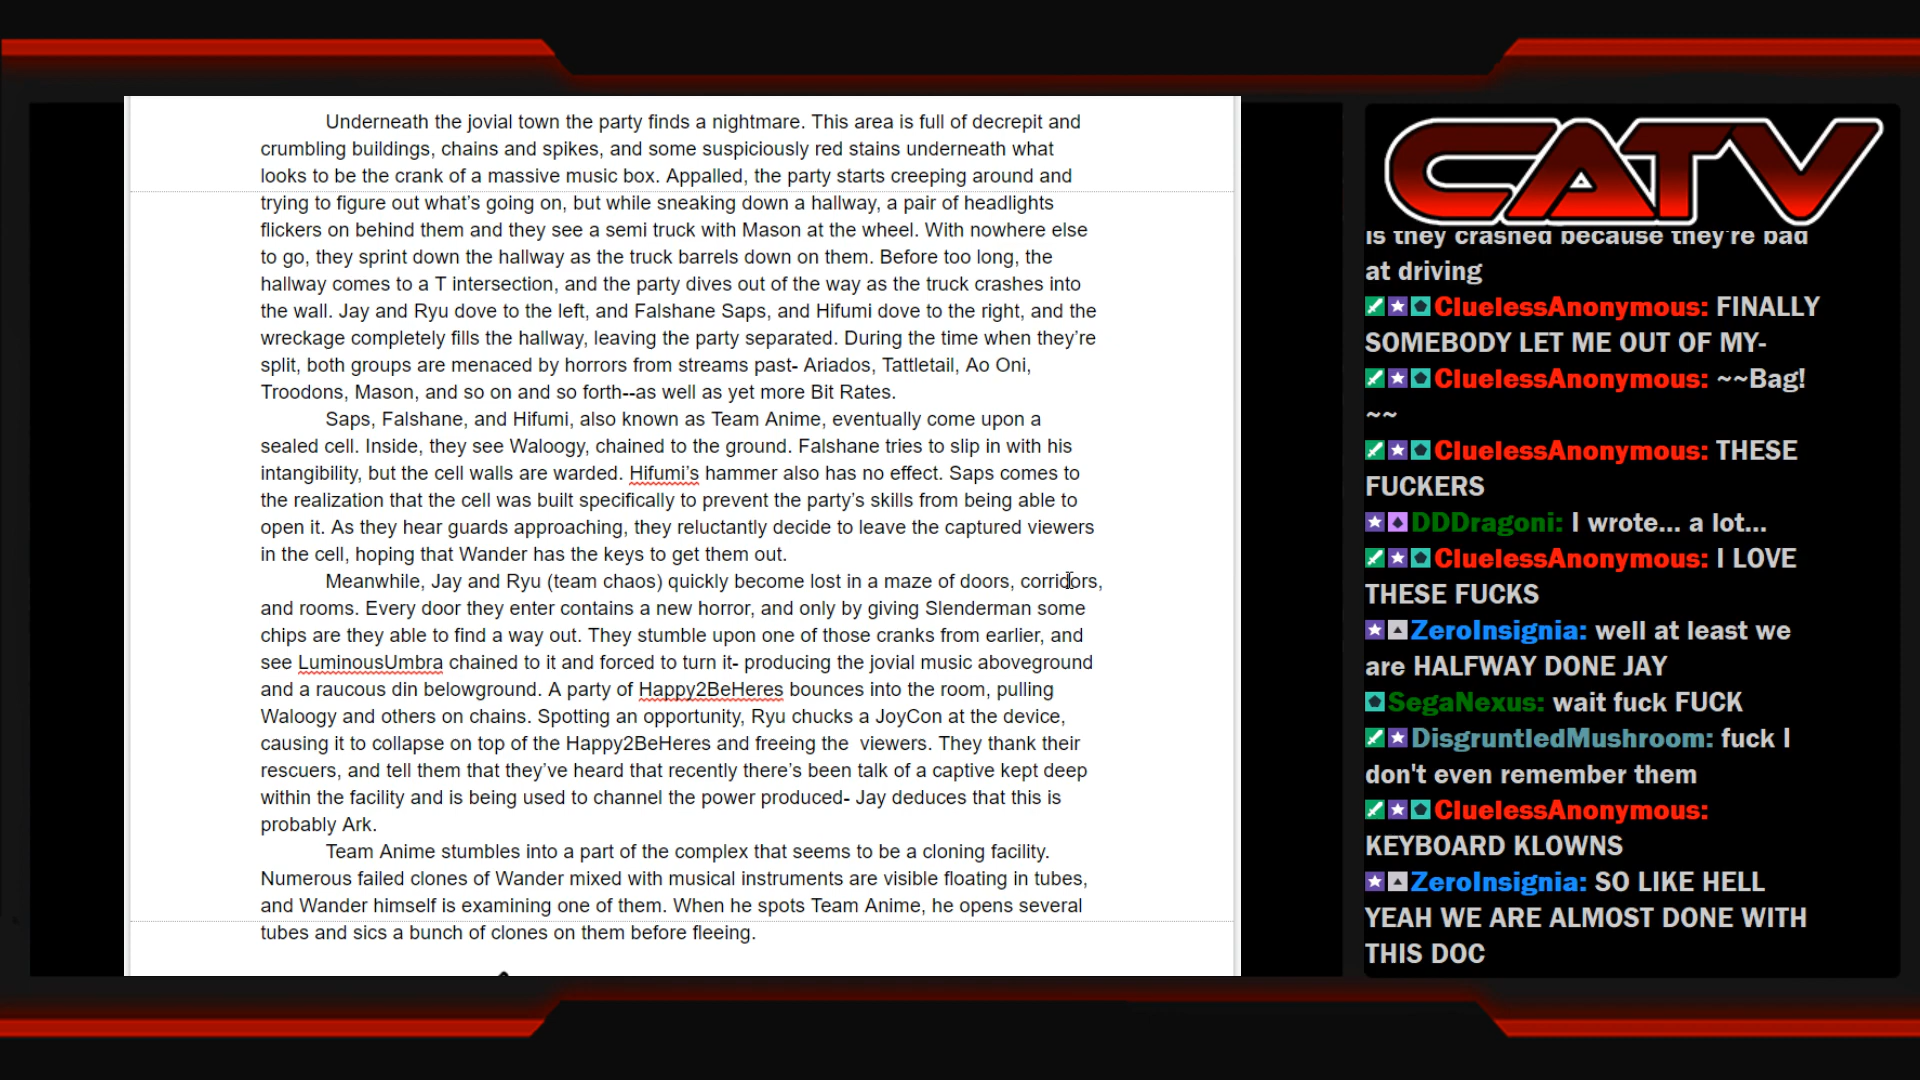 Underneath the jovial town the party finds a nightmare. This area is full of decrepit and
crumbling buildings, chains and spikes, and some suspiciously red stains underneath what
looks to be the crank of a massive music box. Appalled, the party starts creeping around and
trying to figure out what’s going on, but while sneaking down a hallway, a pair of headlights
flickers on behind them and they see a semi truck with Mason at the wheel. With nowhere else
to go, they sprint down the hallway as the truck barrels down on them. Before too long, the
hallway comes to a T intersection, and the party dives out of the way as the truck crashes into
the wall. Jay and Ryu dove to the left, and Falshane Saps, and Hifumi dove to the right, and the
wreckage completely fills the hallway, leaving the party separated. During the time when they’re
split, both groups are menaced by horrors from streams past- Ariados, Tattletail, Ao Oni,
Troodons, Mason, and so on and so forth--as well as yet more Bit Rates.
Saps, Falshane, and Hifumi, also known as Team Anime, eventually come upon a
sealed cell. Inside, they see Waloogy, chained to the ground. Falshane tries to slip in with his
intangibility, but the cell walls are warded. Hifumi’s hammer also has no effect. Saps comes to
the realization that the cell was built specifically to prevent the party’s skills from being able to
open it. As they hear guards approaching, they reluctantly decide to leave the captured viewers
in the cell, hoping that Wander has the keys to get them out.
Meanwhile, Jay and Ryu (team chaos) quickly become lost in a maze of doors, corridors,
and rooms. Every door they enter contains a new horror, and only by giving Slenderman some
chips are they able to find a way out. They stumble upon one of those cranks from earlier, and
see LuminousUmbra chained to it and forced to turn it- producing the jovial music aboveground
and a raucous din belowground. A party of Happy2BeHeres bounces into the room, pulling
Waloogy and others on chains. Spotting an opportunity, Ryu chucks a JoyCon at the device,
causing it to collapse on top of the Happy2BeHeres and freeing the  viewers. They thank their
rescuers, and tell them that they’ve heard that recently there’s been talk of a captive kept deep
within the facility and is being used to channel the power produced- Jay deduces that this is
probably Ark.
Team Anime stumbles into a part of the complex that seems to be a cloning facility.
Numerous failed clones of Wander mixed with musical instruments are visible floating in tubes,
and Wander himself is examining one of them. When he spots Team Anime, he opens several
tubes and sics a bunch of clones on them before fleeing.
CATV
is they crashed because they're bad
at driving
CluelessAnonymous: FINALLY
SOMEBODY LET ME OUT OF MY-
CluelessAnonymous: ~~Bag!
~~
CluelessAnonymous: THESE
FUCKERS
DDDragoni: I wrote... a lot...
CluelessAnonymous: I LOVE
THESE FUCKS
ZeroInsignia: well at least we
are HALFWAY DONE JAY
SegaNexus: wait fuck FUCK
DisgruntledMushroom: fuck I
don't even remember them
CluelessAnonymous:
KEYBOARD KLOWNS
ZeroInsignia: SO LIKE HELL
YEAH WE ARE ALMOST DONE WITH
THIS DOC